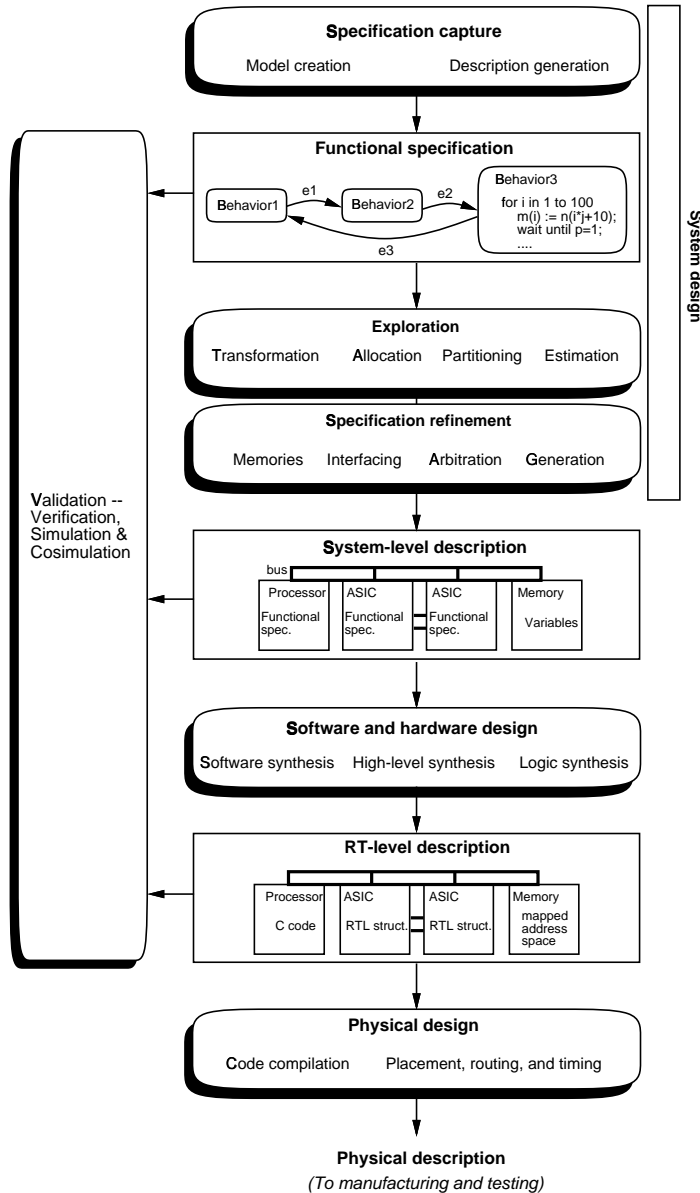 Specification capture
Model creation Description generation
Functional specification
Behavior1
e1
Behavior2
e2
Behavior3
for i in 1 to 100
m(i) := n(i*j+10);
wait until p=1;
....
e3
System design
Exploration
Transformation Allocation Partitioning Estimation
Specification refinement
Memories Interfacing Arbitration Generation
Validation --
Verification,
Simulation &
Cosimulation
System-level description
bus
Processor
Functional
spec.
ASIC
Functional
spec.
ASIC
Functional
spec.
Memory
Variables
Software and hardware design
Software synthesis High-level synthesis Logic synthesis
RT-level description
Processor
C code
ASIC
RTL struct.
ASIC
RTL struct.
Memory
mapped
address
space
Physical design
Code compilation Placement, routing, and timing
Physical description
(To manufacturing and testing)